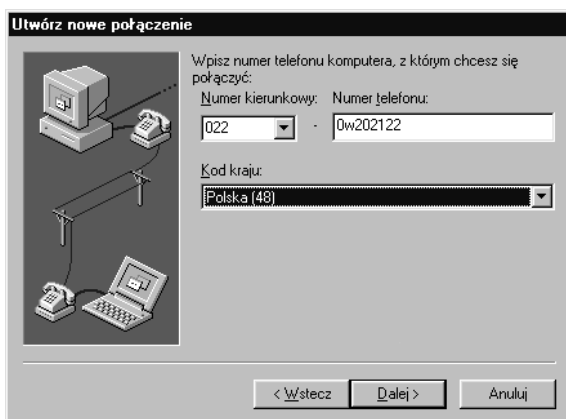 Utwórz nowe połączenie
Wpisz numer telefonu komputera, z którym chcesz się
połączyć:
Numer kierunkowy: Numer telefonu:
022 - 0w202122
Kod kraju:
Polska (48)
< Wstecz Dalej > Anuluj